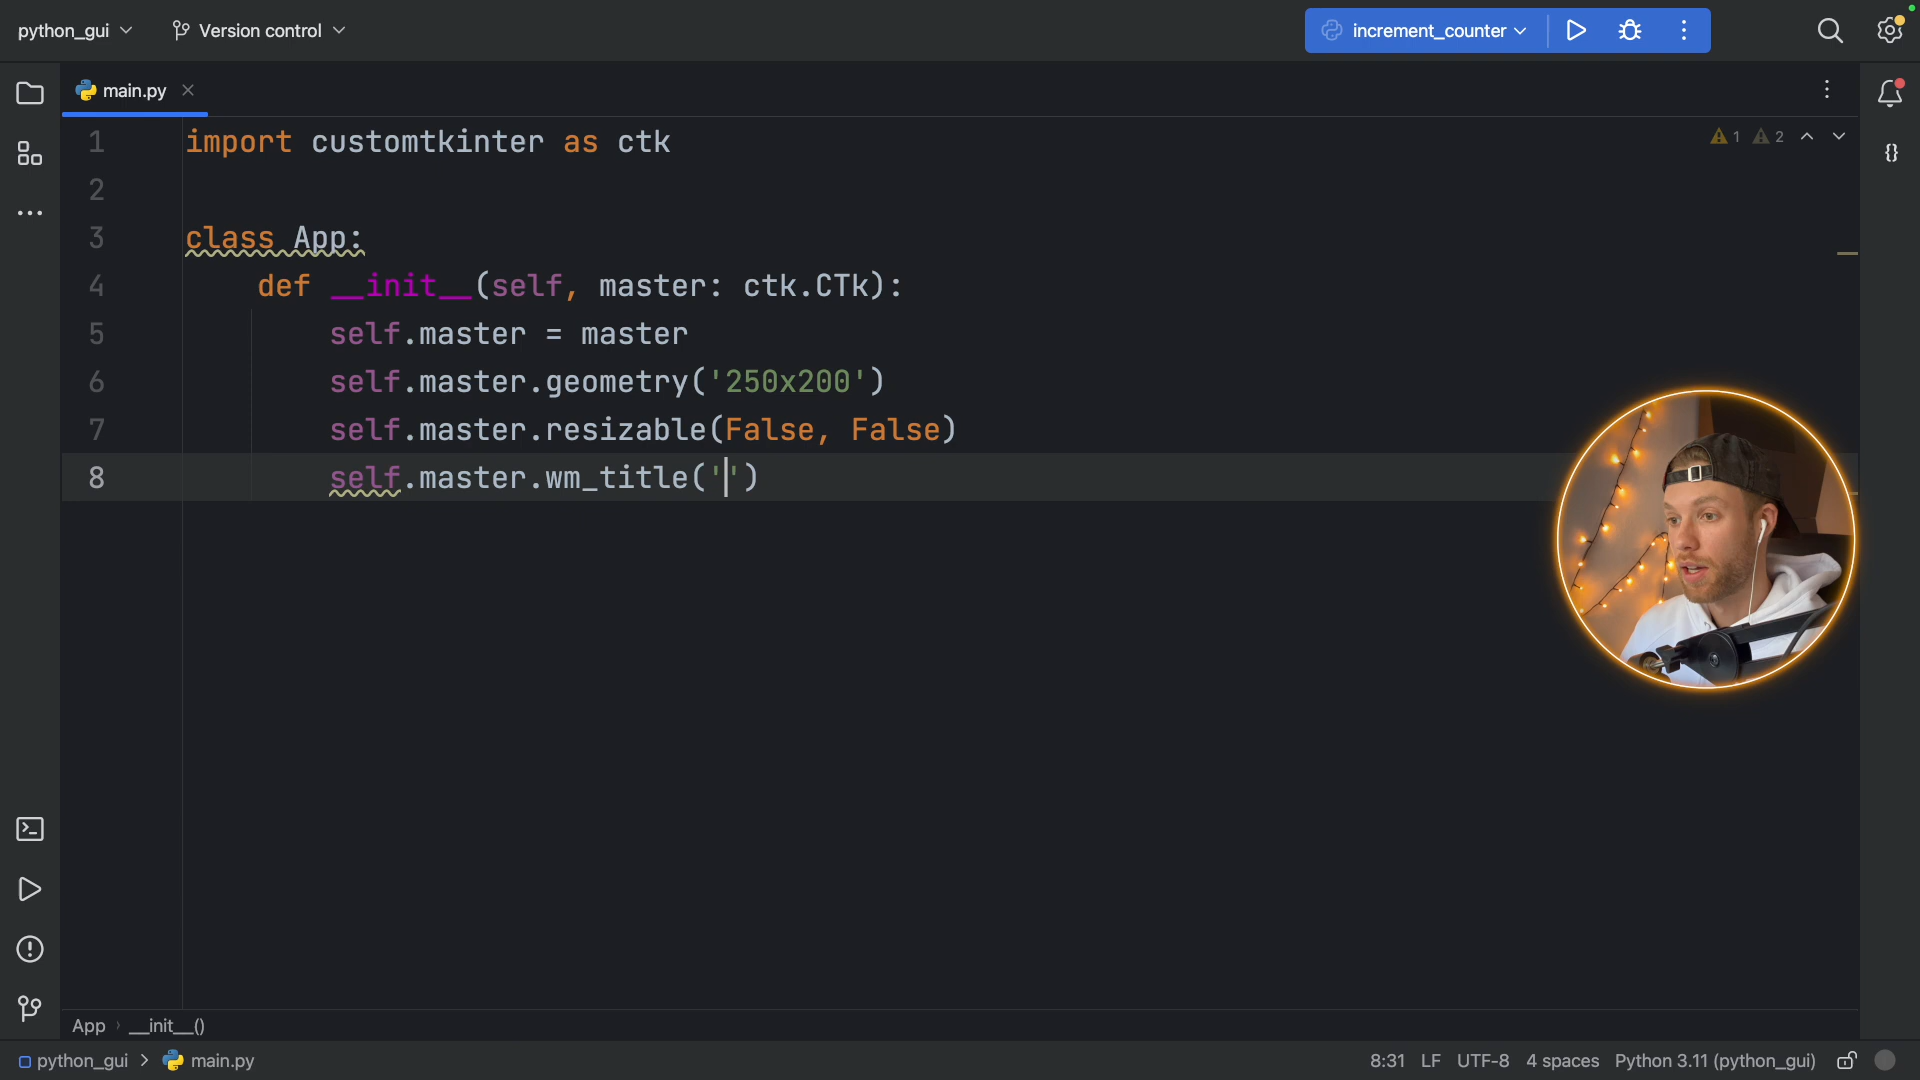 python_gui
Version control
increment_counter
main.py
1 import customtkinter as ctk
1 2
2
3 class App:
4 def __init__(self, master: ctk.CTk):
5 self.master = master
6 self.master.geometry('250x200')
7 self.master.resizable(False, False)
8 self.master.wm_title('')
App › __init__()
python_gui > main.py
8:31 LF UTF-8 4 spaces Python 3.11 (python_gui)